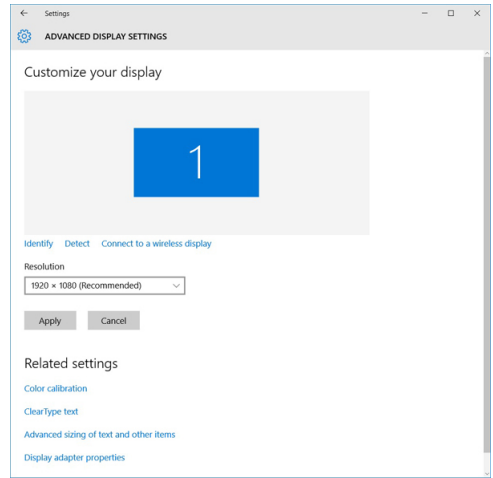 Settings
ADVANCED DISPLAY SETTINGS
Customize your display
1
Identify Detect Connect to a wireless display
Resolution
1920 × 1080 (Recommended)
Apply Cancel
Related settings
Color calibration
ClearType text
Advanced sizing of text and other items
Display adapter properties